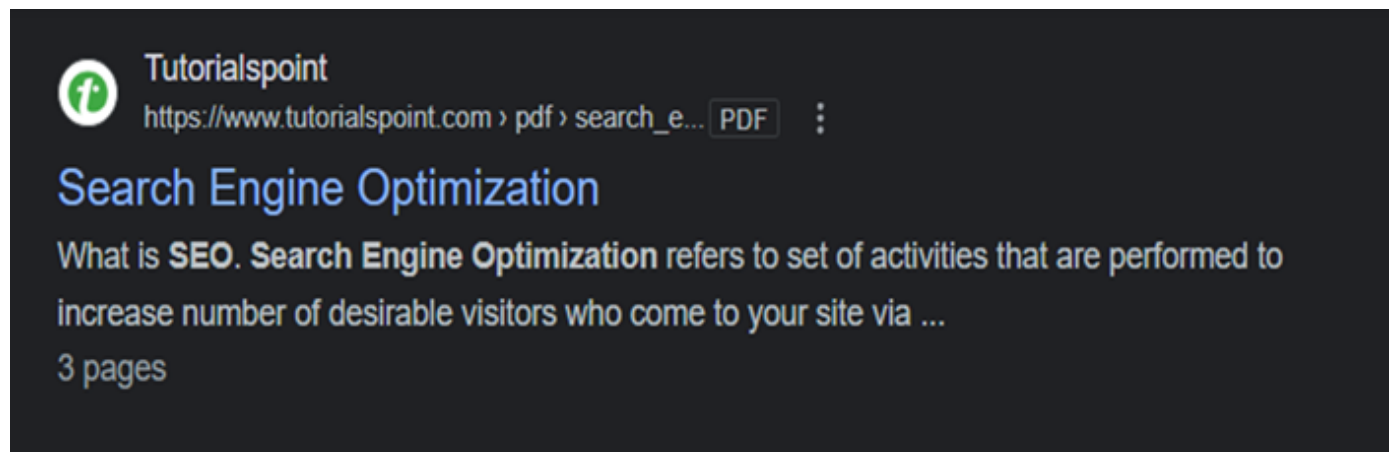 Tutorialspoint
https://www.tutorialspoint.com › pdf › search_e... PDF
Search Engine Optimization
What is SEO. Search Engine Optimization refers to set of activities that are performed to
increase number of desirable visitors who come to your site via ...
3 pages